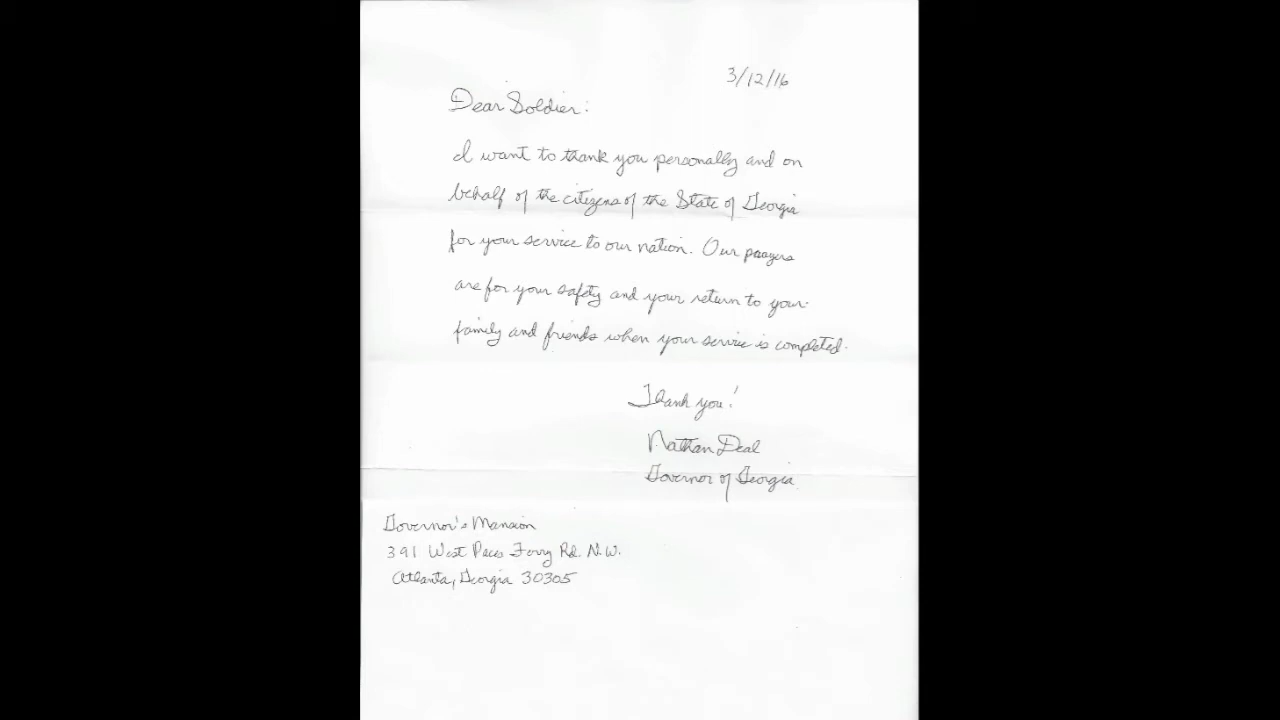 3/12/16
Dear Soldier:
I want to thank you personally and on
behalf of the citizens of the State of Georgia
for your service to our nation. Our prayers
are for your safety and your return to your
family and friends when your service is completed.
Thank you!
Nathan Deal
Governor of Georgia
Governor's Mansion
391 West Paces Ferry Rd. N.W.
Atlanta, Georgia 30305